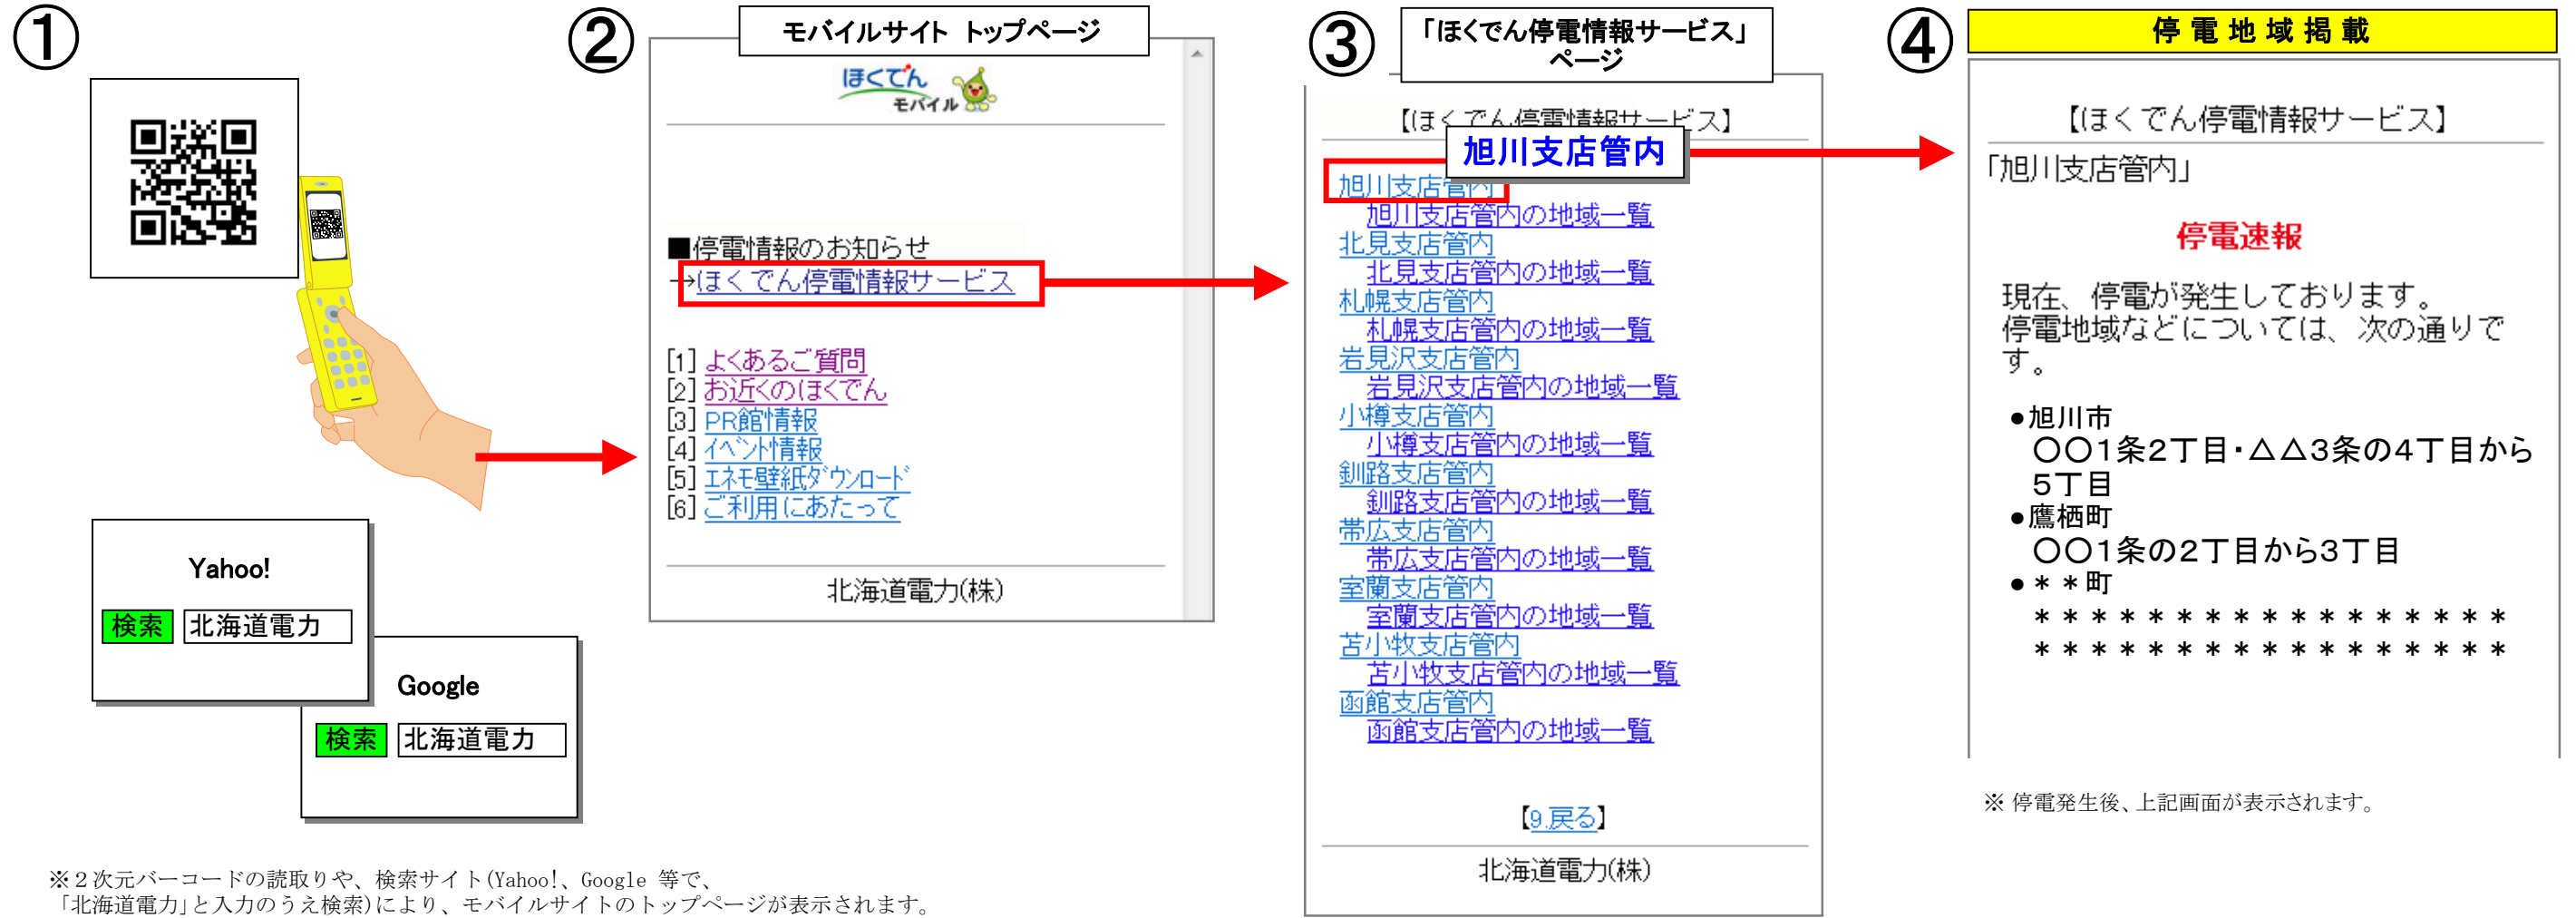 ①
Yahoo!
検索 北海道電力
Google
検索 北海道電力
※２次元バーコードの読取りや、検索サイト(Yahoo!、Google 等で、
「北海道電力」と入力のうえ検索)により、モバイルサイトのトップページが表示されます。
②
モバイルサイト トップページ
ほくでん
モバイル
■停電情報のお知らせ
→ほくでん停電情報サービス
[1] よくあるご質問
[2] お近くのほくでん
[3] PR館情報
[4] ｲﾍﾞﾝﾄ情報
[5] ｴﾈﾓ壁紙ﾀﾞｳﾝﾛｰﾄﾞ
[6] ご利用にあたって
北海道電力(株)
③
「ほくでん停電情報サービス」
ページ
【ほくでん停電情報サービス】
旭川支店管内
旭川支店管内
旭川支店管内の地域一覧
北見支店管内
北見支店管内の地域一覧
札幌支店管内
札幌支店管内の地域一覧
岩見沢支店管内
岩見沢支店管内の地域一覧
小樽支店管内
小樽支店管内の地域一覧
釧路支店管内
釧路支店管内の地域一覧
帯広支店管内
帯広支店管内の地域一覧
室蘭支店管内
室蘭支店管内の地域一覧
苫小牧支店管内
苫小牧支店管内の地域一覧
函館支店管内
函館支店管内の地域一覧
【9.戻る】
北海道電力(株)
④
停電地域掲載
【ほくでん停電情報サービス】
「旭川支店管内」
停電速報
現在、停電が発生しております。
停電地域などについては、次の通りで
す。
●旭川市
〇〇１条２丁目・△△３条の４丁目から
５丁目
●鷹栖町
〇〇１条の２丁目から３丁目
●＊＊町
＊＊＊＊＊＊＊＊＊＊＊＊＊＊＊＊＊
＊＊＊＊＊＊＊＊＊＊＊＊＊＊＊＊＊
※ 停電発生後、上記画面が表示されます。